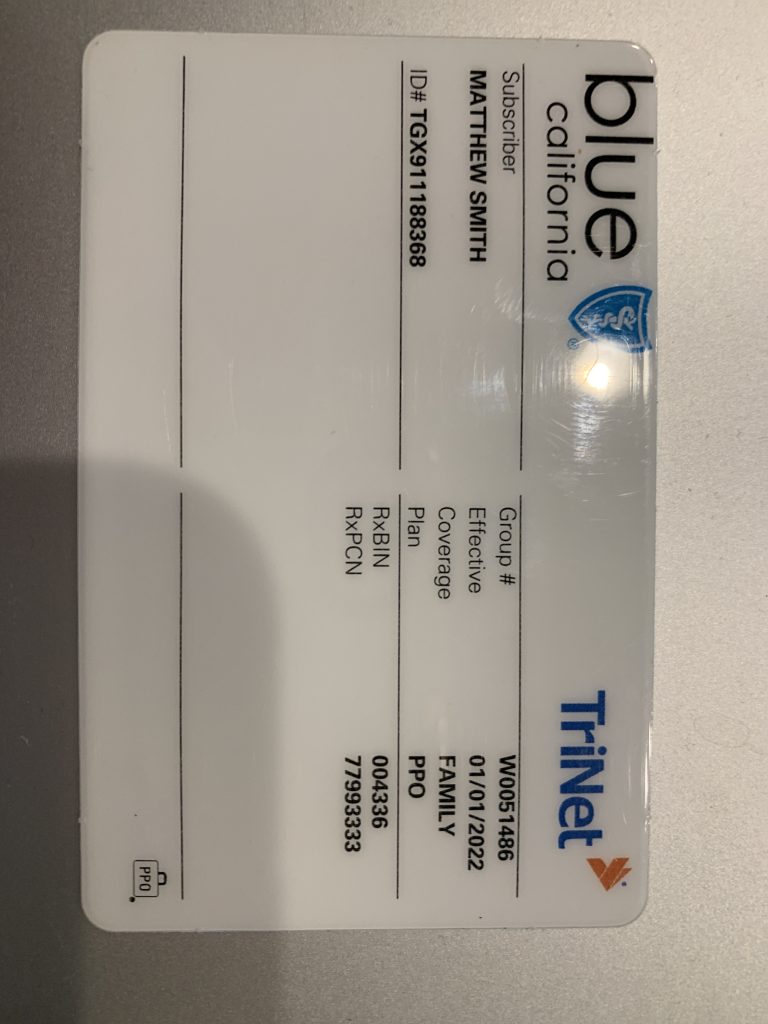 blue
california
TriNet
Subscriber
MATTHEW SMITH
ID# TGX911188368
Group # W0051486
Effective 01/01/2022
Coverage FAMILY
Plan PPO
RxBIN 004336
RxPCN 77993333
PPO